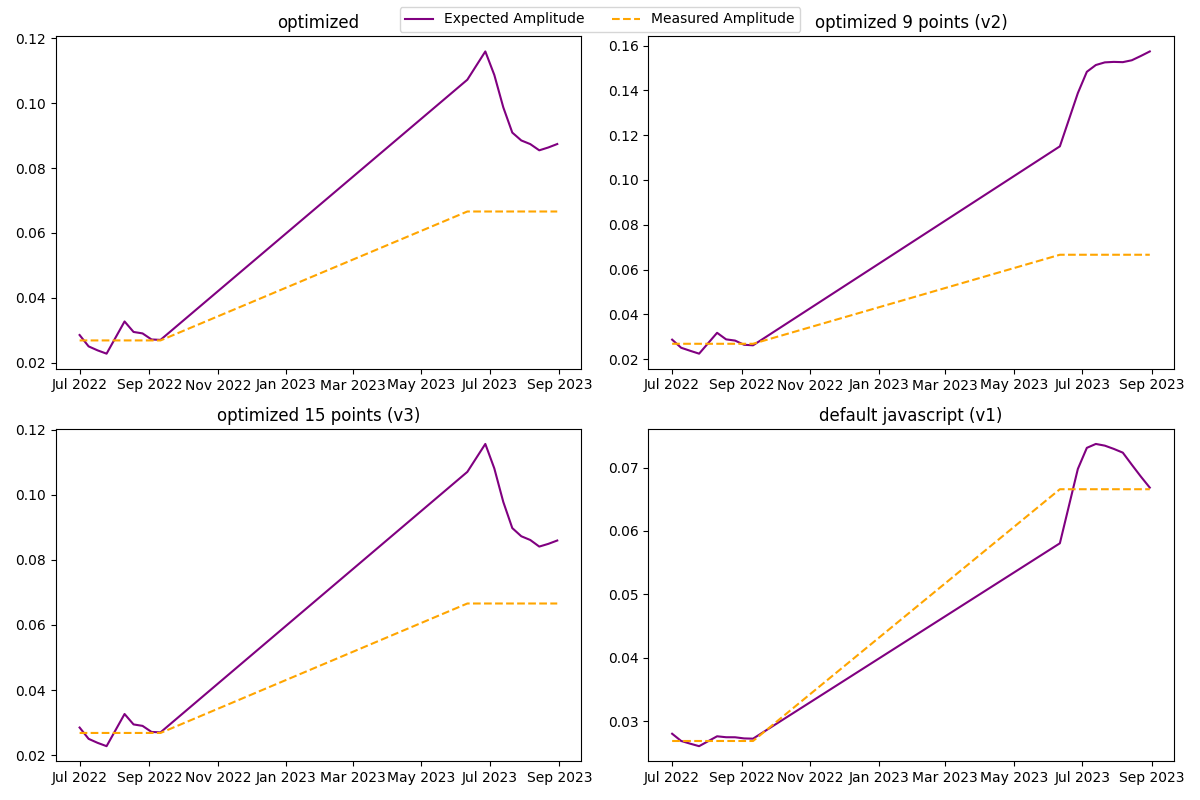 Expected Amplitude
Measured Amplitude
optimized
0.12
0.10
0.08
0.06
0.04
0.02
Jul 2022
Sep 2022
Nov 2022
Jan 2023
Mar 2023
May 2023
Jul 2023
Sep 2023
optimized 9 points (v2)
0.16
0.14
0.12
0.10
0.08
0.06
0.04
0.02
Jul 2022
Sep 2022
Nov 2022
Jan 2023
Mar 2023
May 2023
Jul 2023
Sep 2023
optimized 15 points (v3)
0.12
0.10
0.08
0.06
0.04
0.02
Jul 2022
Sep 2022
Nov 2022
Jan 2023
Mar 2023
May 2023
Jul 2023
Sep 2023
default javascript (v1)
0.07
0.06
0.05
0.04
0.03
Jul 2022
Sep 2022
Nov 2022
Jan 2023
Mar 2023
May 2023
Jul 2023
Sep 2023